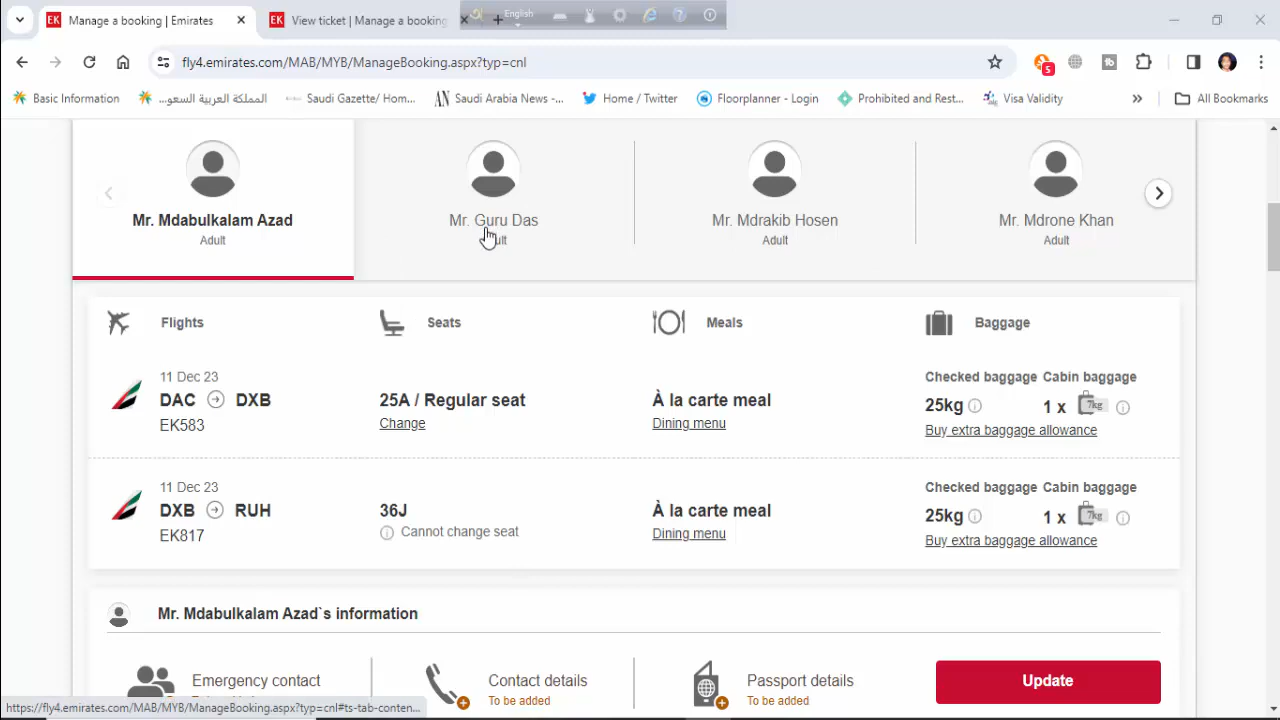 EK Manage a booking | Emirates
EK View ticket | Manage a booking
English
fly4.emirates.com/MAB/MYB/ManageBooking.aspx?typ=cnl
5
Basic Information
المملكة العربية السعو...
Saudi Gazette/ Hom...
Saudi Arabia News -...
Home / Twitter
Floorplanner - Login
Prohibited and Rest...
Visa Validity
All Bookmarks
Mr. Mdabulkalam Azad
Adult
Mr. Guru Das
Mr. Mdrakib Hosen
Adult
Mr. Mdrone Khan
Adult
Flights
Seats
Meals
Baggage
11 Dec 23
DAC DXB
EK583
25A / Regular seat
Change
À la carte meal
Dining menu
Checked baggage Cabin baggage
25kg 1 x 7kg
Buy extra baggage allowance
11 Dec 23
DXB RUH
EK817
36J
Cannot change seat
À la carte meal
Dining menu
Checked baggage Cabin baggage
25kg 1 x 7kg
Buy extra baggage allowance
Mr. Mdabulkalam Azad`s information
Emergency contact
Contact details
To be added
Passport details
To be added
Update
https://fly4.emirates.com/MAB/MYB/ManageBooking.aspx?typ=cnl#ts-tab-conten...